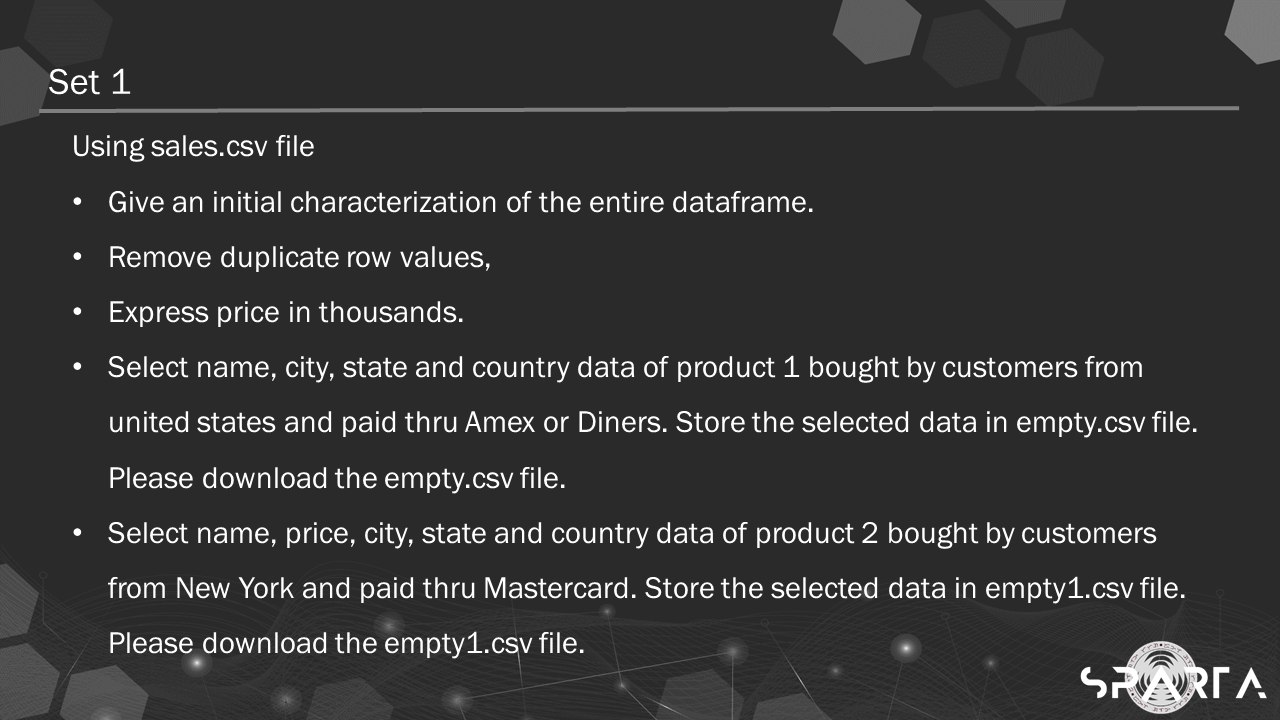 Set 1
Using sales.csv file
• Give an initial characterization of the entire dataframe.
• Remove duplicate row values,
• Express price in thousands.
• Select name, city, state and country data of product 1 bought by customers from
united states and paid thru Amex or Diners. Store the selected data in empty.csv file.
Please download the empty.csv file.
• Select name, price, city, state and country data of product 2 bought by customers
from New York and paid thru Mastercard. Store the selected data in empty1.csv file.
Please download the empty1.csv file.
SPARTA